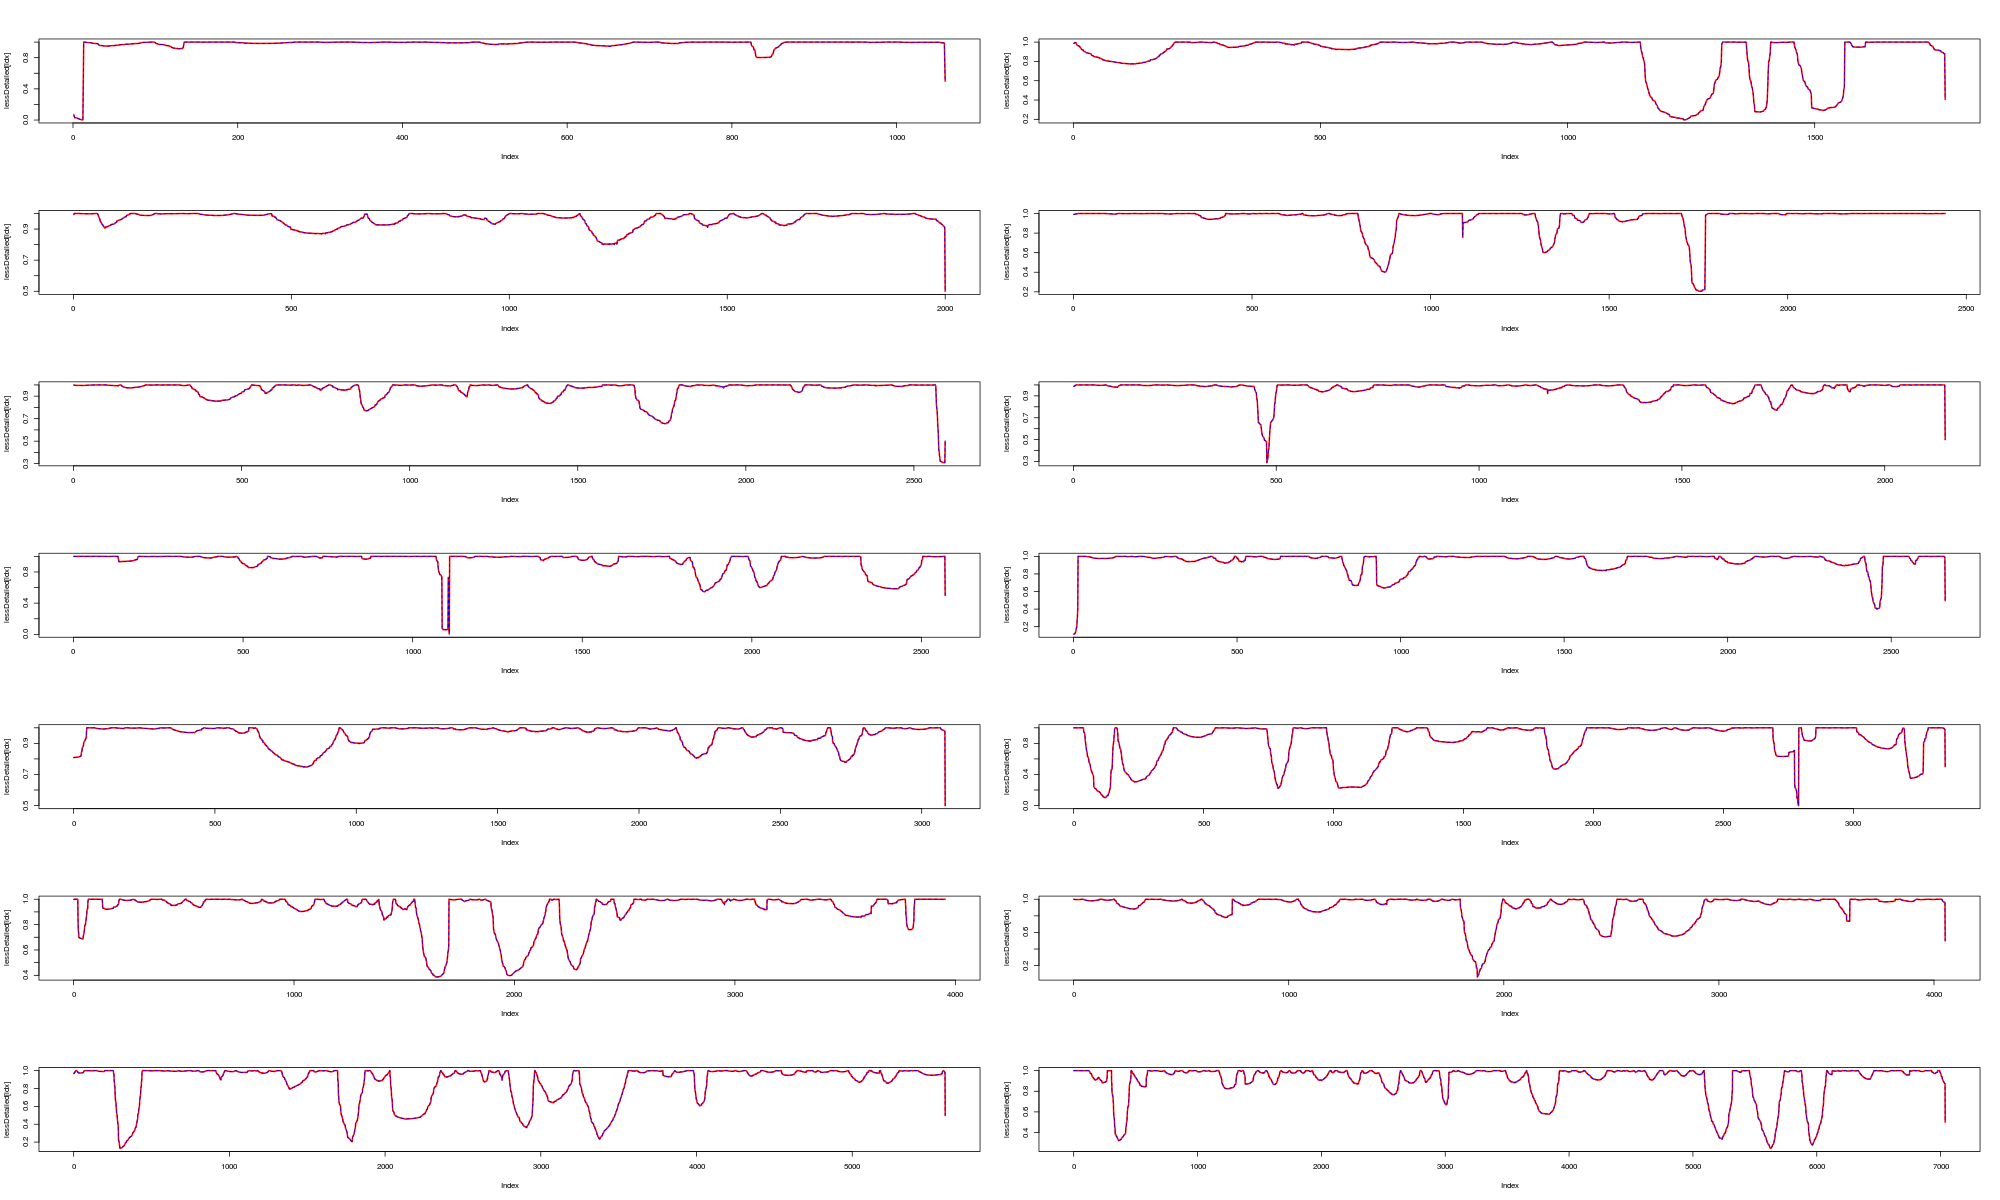 lessDetailed[idx]
0.0 0.4 0.8
0 200 400 600 800 1000
Index
lessDetailed[idx]
0.2 0.4 0.6 0.8 1.0
0 500 1000 1500
Index
lessDetailed[idx]
0.5 0.7 0.9
0 500 1000 1500 2000
Index
lessDetailed[idx]
0.2 0.4 0.6 0.8 1.0
0 500 1000 1500 2000 2500
Index
lessDetailed[idx]
0.3 0.5 0.7 0.9
0 500 1000 1500 2000 2500
Index
lessDetailed[idx]
0.3 0.5 0.7 0.9
0 500 1000 1500 2000
Index
lessDetailed[idx]
0.0 0.4 0.8
0 500 1000 1500 2000 2500
Index
lessDetailed[idx]
0.2 0.4 0.6 0.8 1.0
0 500 1000 1500 2000 2500
Index
lessDetailed[idx]
0.5 0.7 0.9
0 500 1000 1500 2000 2500 3000
Index
lessDetailed[idx]
0.0 0.4 0.8
0 500 1000 1500 2000 2500 3000
Index
lessDetailed[idx]
0.4 0.6 0.8 1.0
0 1000 2000 3000 4000
Index
lessDetailed[idx]
0.2 0.6 1.0
0 1000 2000 3000 4000
Index
lessDetailed[idx]
0.2 0.4 0.6 0.8 1.0
0 1000 2000 3000 4000 5000
Index
lessDetailed[idx]
0.4 0.6 0.8 1.0
0 1000 2000 3000 4000 5000 6000 7000
Index